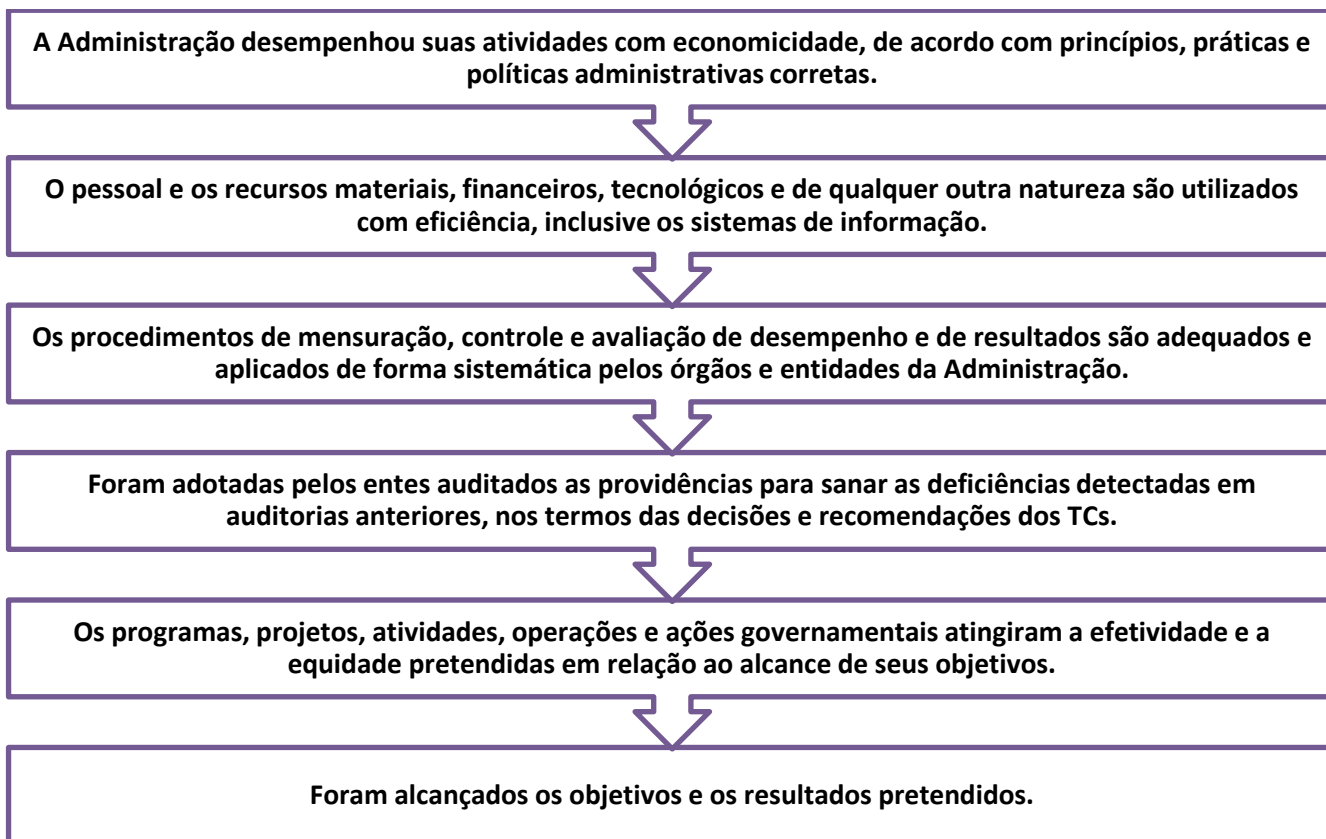 A Administração desempenhou suas atividades com economicidade, de acordo com princípios, práticas e
políticas administrativas corretas.
O pessoal e os recursos materiais, financeiros, tecnológicos e de qualquer outra natureza são utilizados
com eficiência, inclusive os sistemas de informação.
Os procedimentos de mensuração, controle e avaliação de desempenho e de resultados são adequados e
aplicados de forma sistemática pelos órgãos e entidades da Administração.
Foram adotadas pelos entes auditados as providências para sanar as deficiências detectadas em
auditorias anteriores, nos termos das decisões e recomendações dos TCs.
Os programas, projetos, atividades, operações e ações governamentais atingiram a efetividade e a
equidade pretendidas em relação ao alcance de seus objetivos.
Foram alcançados os objetivos e os resultados pretendidos.